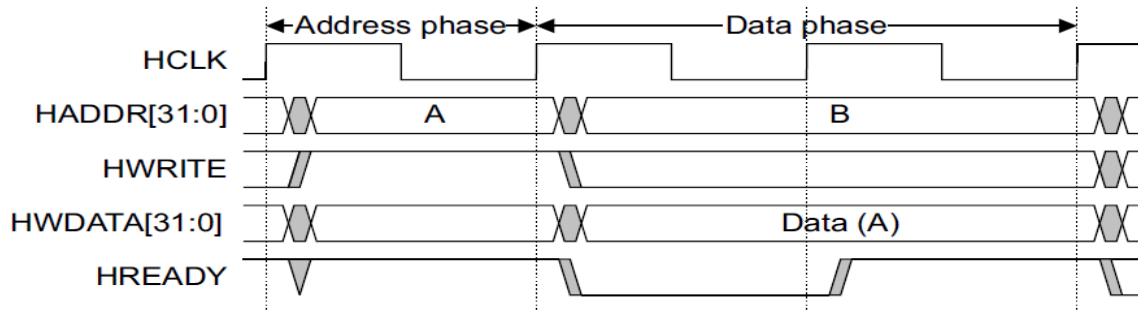 Address phase Data phase
HCLK
HADDR[31:0] A B
HWRITE
HWDATA[31:0] Data (A)
HREADY